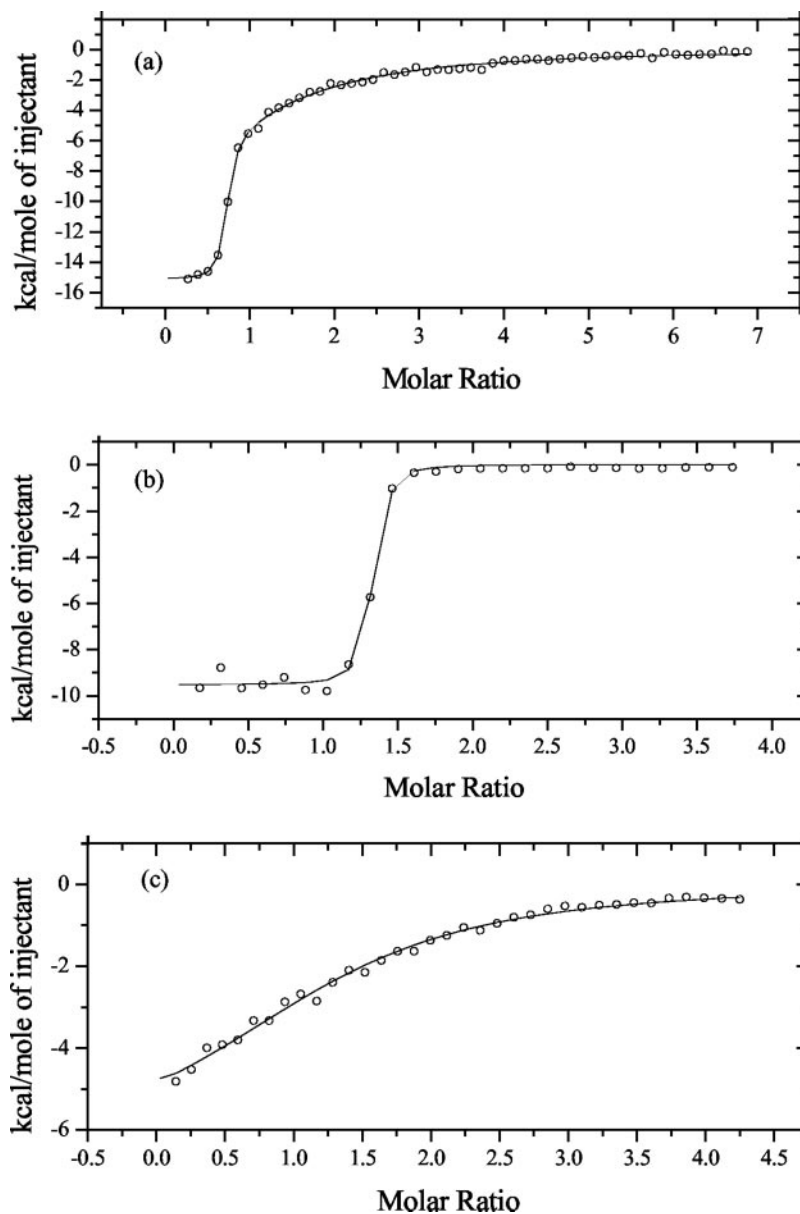 (a)
0
-2
-4
-6
-8
-10
-12
-14
-16
kcal/mole of injectant
0 1 2 3 4 5 6 7
Molar Ratio
(b)
0
-2
-4
-6
-8
-10
kcal/mole of injectant
-0.5 0.0 0.5 1.0 1.5 2.0 2.5 3.0 3.5 4.0
Molar Ratio
(c)
0
-2
-4
-6
kcal/mole of injectant
-0.5 0.0 0.5 1.0 1.5 2.0 2.5 3.0 3.5 4.0 4.5
Molar Ratio